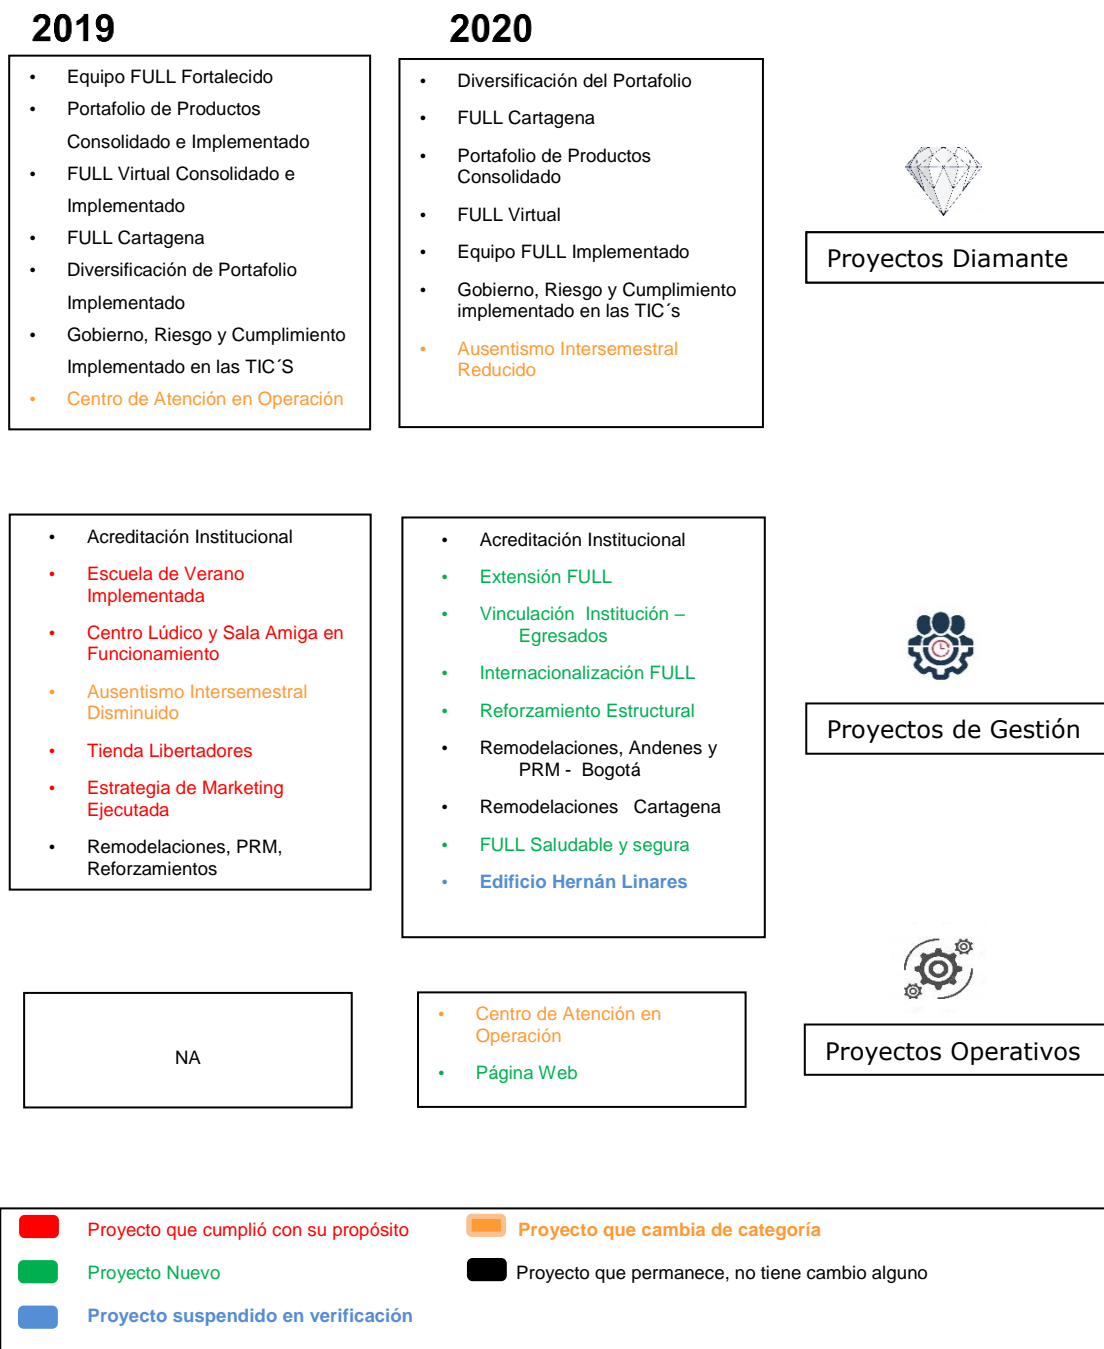 2019
2020
• Equipo FULL Fortalecido
• Portafolio de Productos
Consolidado e Implementado
• FULL Virtual Consolidado e
Implementado
• FULL Cartagena
• Diversificación de Portafolio
Implementado
• Gobierno, Riesgo y Cumplimiento
Implementado en las TIC´S
• Centro de Atención en Operación
• Diversificación del Portafolio
• FULL Cartagena
• Portafolio de Productos
Consolidado
• FULL Virtual
• Equipo FULL Implementado
• Gobierno, Riesgo y Cumplimiento
implementado en las TIC´s
• Ausentismo Intersemestral
Reducido
Proyectos Diamante
• Acreditación Institucional
• Escuela de Verano
Implementada
• Centro Lúdico y Sala Amiga en
Funcionamiento
• Ausentismo Intersemestral
Disminuido
• Tienda Libertadores
• Estrategia de Marketing
Ejecutada
• Remodelaciones, PRM,
Reforzamientos
• Acreditación Institucional
• Extensión FULL
• Vinculación Institución –
Egresados
• Internacionalización FULL
• Reforzamiento Estructural
• Remodelaciones, Andenes y
PRM - Bogotá
• Remodelaciones Cartagena
• FULL Saludable y segura
• Edificio Hernán Linares
Proyectos de Gestión
NA
• Centro de Atención en
Operación
• Página Web
Proyectos Operativos
Proyecto que cumplió con su propósito
Proyecto que cambia de categoría
Proyecto Nuevo
Proyecto que permanece, no tiene cambio alguno
Proyecto suspendido en verificación